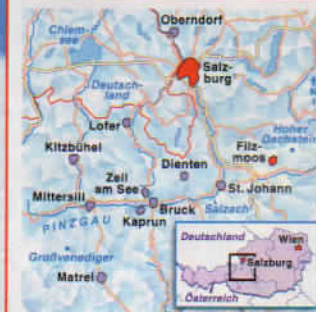 Oberndorf
Chiem-
see
Salz-
burg
Deutsch-
land
Lofer
Hoher
Dachstein
Filz-
moos
Kitzbühel
Dienten
Zell
am See
St. Johann
Mittersill
Bruck
Salzach
Kaprun
PINZGAU
Großvenediger
Matrei
Deutschland
Wien
Salzburg
Österreich